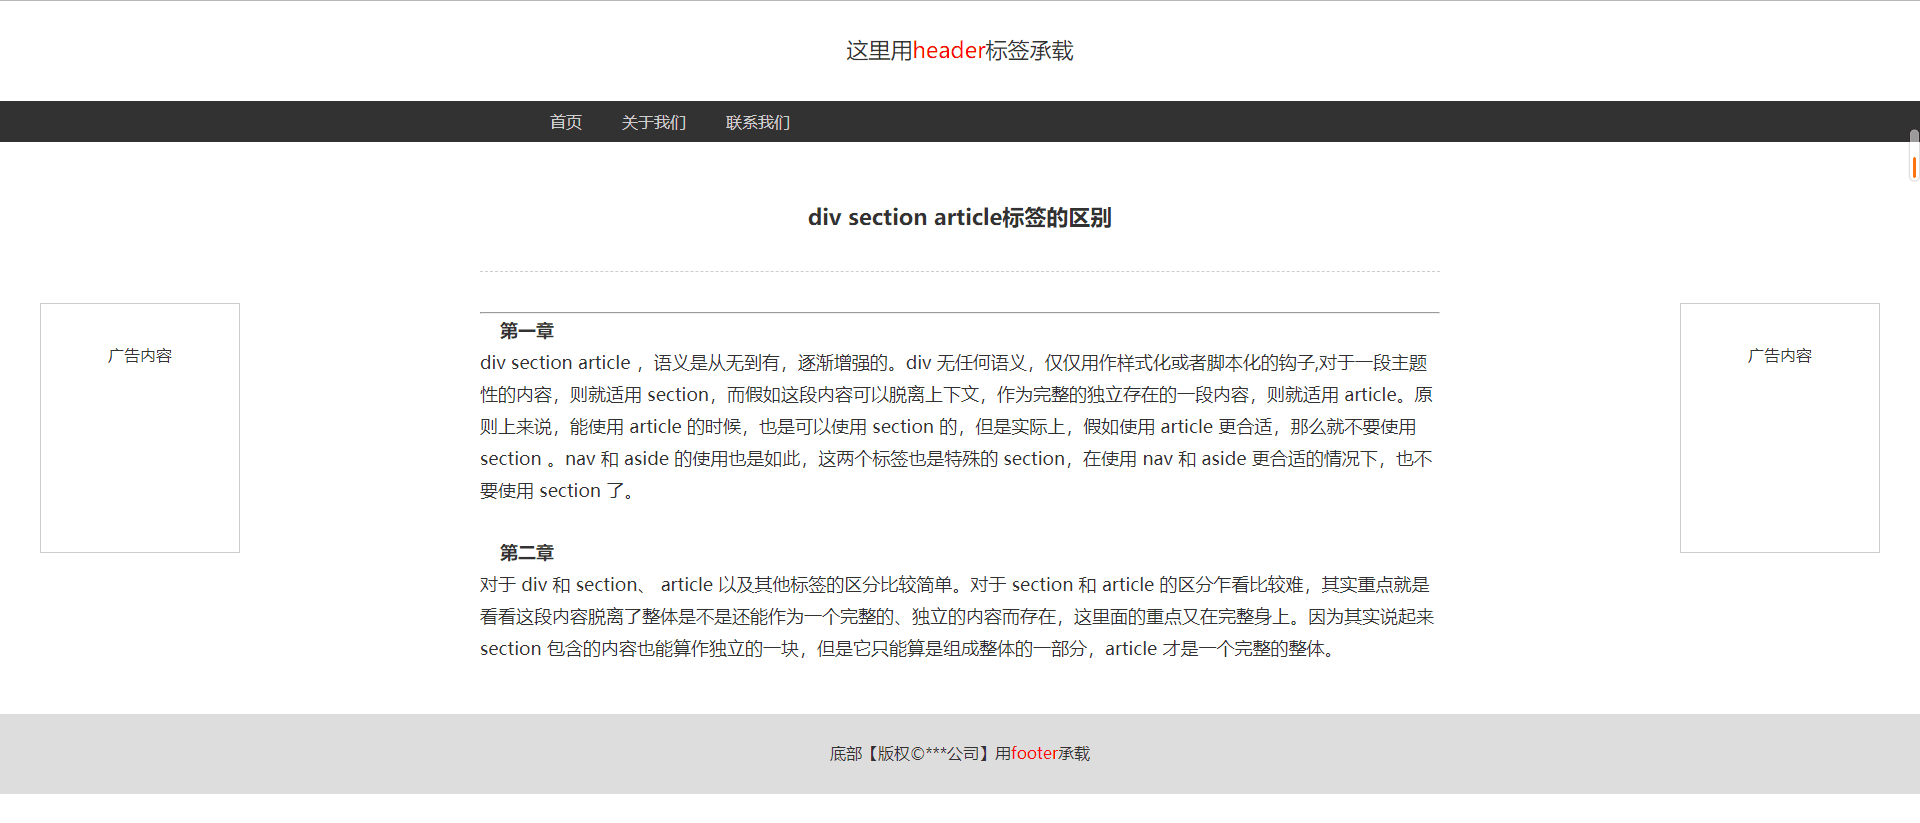 这里用header标签承载
首页 关于我们 联系我们
div section article标签的区别
广告内容
第一章
div section article ，语义是从无到有，逐渐增强的。div 无任何语义，仅仅用作样式化或者脚本化的钩子,对于一段主题
性的内容，则就适用 section，而假如这段内容可以脱离上下文，作为完整的独立存在的一段内容，则就适用 article。原
则上来说，能使用 article 的时候，也是可以使用 section 的，但是实际上，假如使用 article 更合适，那么就不要使用
section 。nav 和 aside 的使用也是如此，这两个标签也是特殊的 section，在使用 nav 和 aside 更合适的情况下，也不
要使用 section 了。
第二章
对于 div 和 section、 article 以及其他标签的区分比较简单。对于 section 和 article 的区分乍看比较难，其实重点就是
看看这段内容脱离了整体是不是还能作为一个完整的、独立的内容而存在，这里面的重点又在完整身上。因为其实说起来
section 包含的内容也能算作独立的一块，但是它只能算是组成整体的一部分，article 才是一个完整的整体。
广告内容
底部【版权©***公司】用footer承载